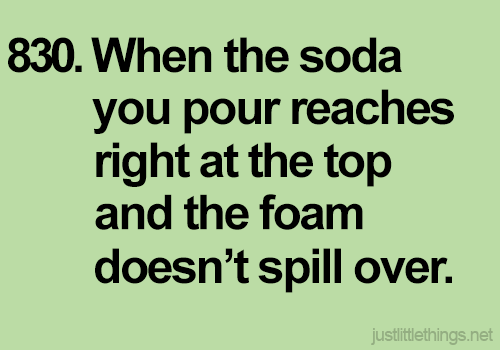 830. When the soda
you pour reaches
right at the top
and the foam
doesn't spill over.
justlittlethings.net